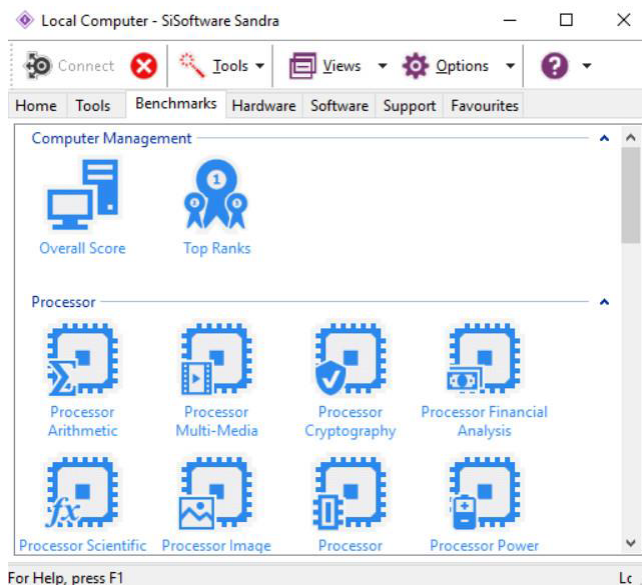 Local Computer - SiSoftware Sandra
Connect Tools Views Options ?
Home Tools Benchmarks Hardware Software Support Favourites
Computer Management
1
Overall Score Top Ranks
Processor
Processor Arithmetic
Processor Multi-Media
Processor Cryptography
Processor Financial Analysis
fx
Processor Scientific Processor Image Processor Processor Power
For Help, press F1